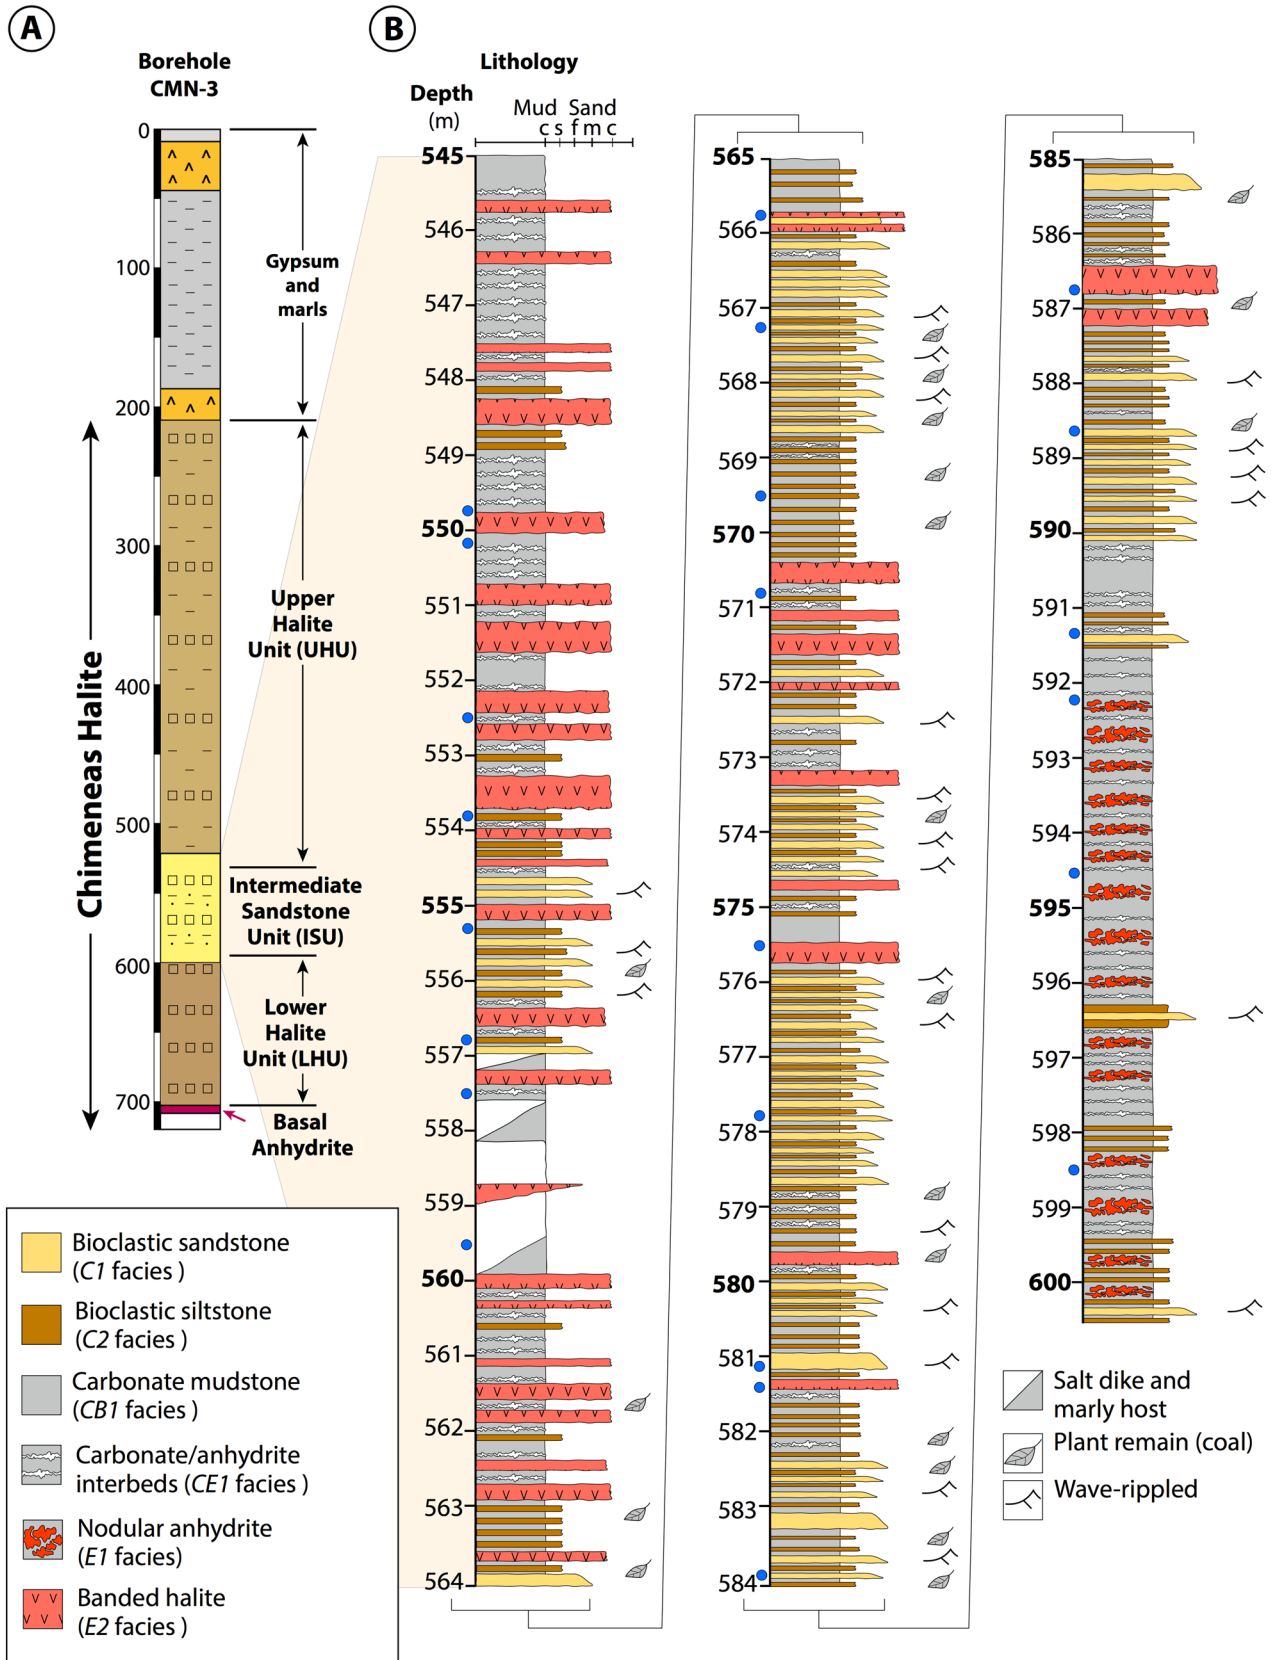 A
B
Borehole
CMN-3
0
100
200
300
400
500
600
700
Chimeneas Halite
Gypsum
and
marls
Upper
Halite
Unit (UHU)
Intermediate
Sandstone
Unit (ISU)
Lower
Halite
Unit (LHU)
Basal
Anhydrite
Lithology
Depth
(m)
Mud Sand
c s f m c
545
546
547
548
549
550
551
552
553
554
555
556
557
558
559
560
561
562
563
564
565
566
567
568
569
570
571
572
573
574
575
576
577
578
579
580
581
582
583
584
585
586
587
588
589
590
591
592
593
594
595
596
597
598
599
600
Bioclastic sandstone
(C1 facies )
Bioclastic siltstone
(C2 facies )
Carbonate mudstone
(CB1 facies )
Carbonate/anhydrite
interbeds (CE1 facies )
Nodular anhydrite
(E1 facies)
Banded halite
(E2 facies )
Salt dike and
marly host
Plant remain (coal)
Wave-rippled